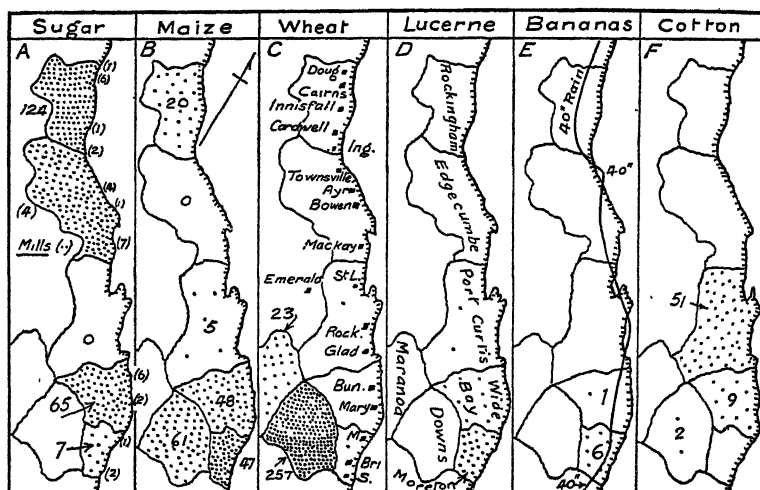 Sugar
Maize
Wheat
Lucerne
Bananas
Cotton
A
(1)
(6)
124
(1)
(2)
(4)
(4)
(1)
Mills (··)
(7)
0
(6)
65
(2)
7
(1)
(2)
B
20
0
5
48
61
47
C
Doug
Cairns
Innisfall
Cardwell
Ing.
Townsville
Ayr
Bowen
Mackay
Emerald
St L.
23
Rock.
Glad
Bun.
Mary
M
Bri
257
S.
D
Rockingham
Edgecumbe
Port Curtis
Maranoa
Wide Bay
Downs
Moreton
E
40" Rain
40"
1
6
40"
F
51
9
2